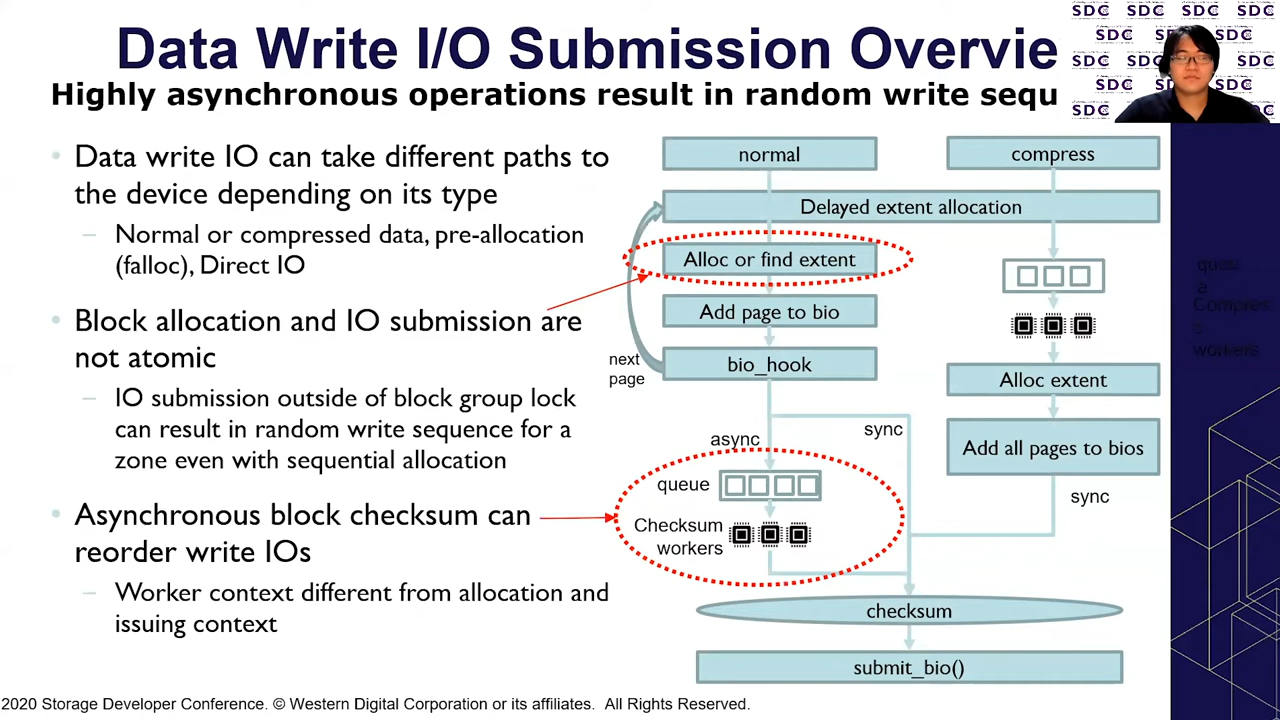 Data Write I/O Submission Overvie
Highly asynchronous operations result in random write sequ
SDC SDC SDC SDC
SDC SDC SDC
SDC SDC SDC
SDC SDC
SDC SDC
• Data write IO can take different paths to
the device depending on its type
– Normal or compressed data, pre-allocation
(falloc), Direct IO
• Block allocation and IO submission are
not atomic
– IO submission outside of block group lock
can result in random write sequence for a
zone even with sequential allocation
• Asynchronous block checksum can
reorder write IOs
– Worker context different from allocation and
issuing context
normal
compress
Delayed extent allocation
Alloc or find extent
Add page to bio
bio_hook
next
page
Alloc extent
Add all pages to bios
async
sync
sync
queue
Checksum
workers
checksum
submit_bio()
Compres
workers
2020 Storage Developer Conference. © Western Digital Corporation or its affiliates. All Rights Reserved.